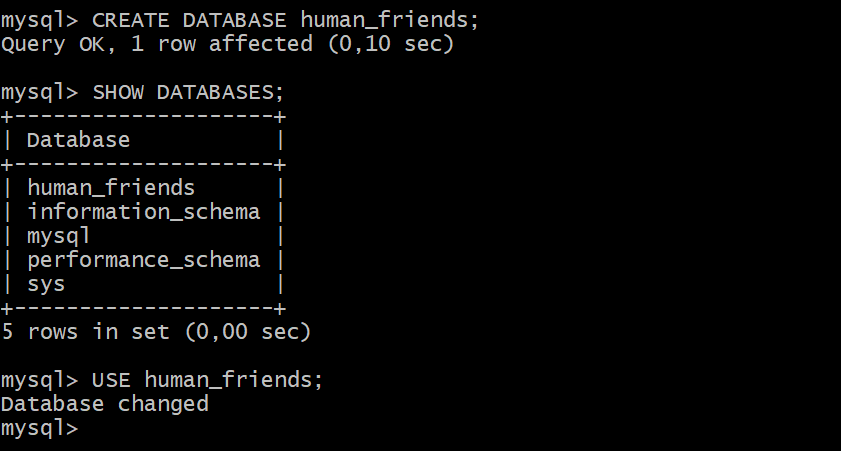 mysql> CREATE DATABASE human_friends;
Query OK, 1 row affected (0,10 sec)
mysql> SHOW DATABASES;
+--------------------+
| Database           |
+--------------------+
| human_friends      |
| information_schema |
| mysql              |
| performance_schema |
| sys                |
+--------------------+
5 rows in set (0,00 sec)
mysql> USE human_friends;
Database changed
mysql>